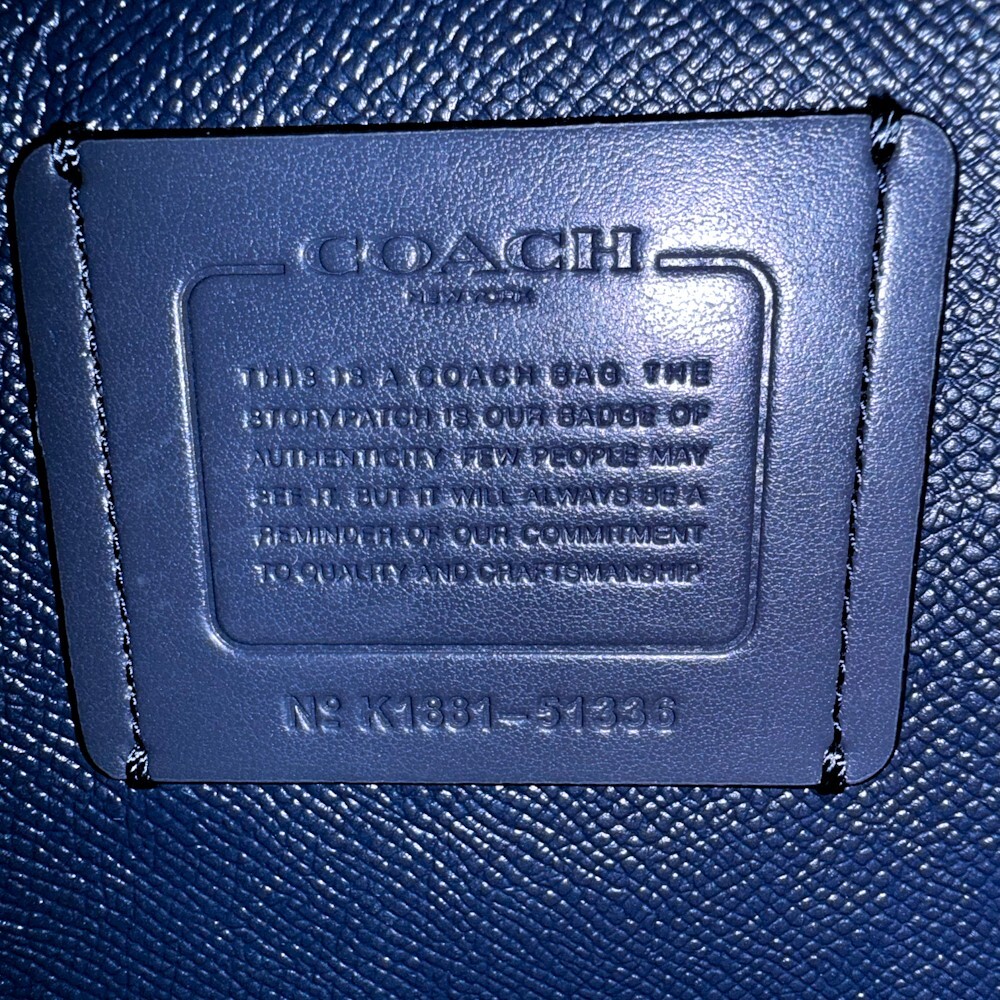 COACH
NEW YORK
THIS IS A COACH BAG. THE
STORYPATCH IS OUR BADGE OF
AUTHENTICITY. FEW PEOPLE MAY
SEE IT, BUT IT WILL ALWAYS BE A
REMINDER OF OUR COMMITMENT
TO QUALITY AND CRAFTSMANSHIP.
Nº K1881-51336